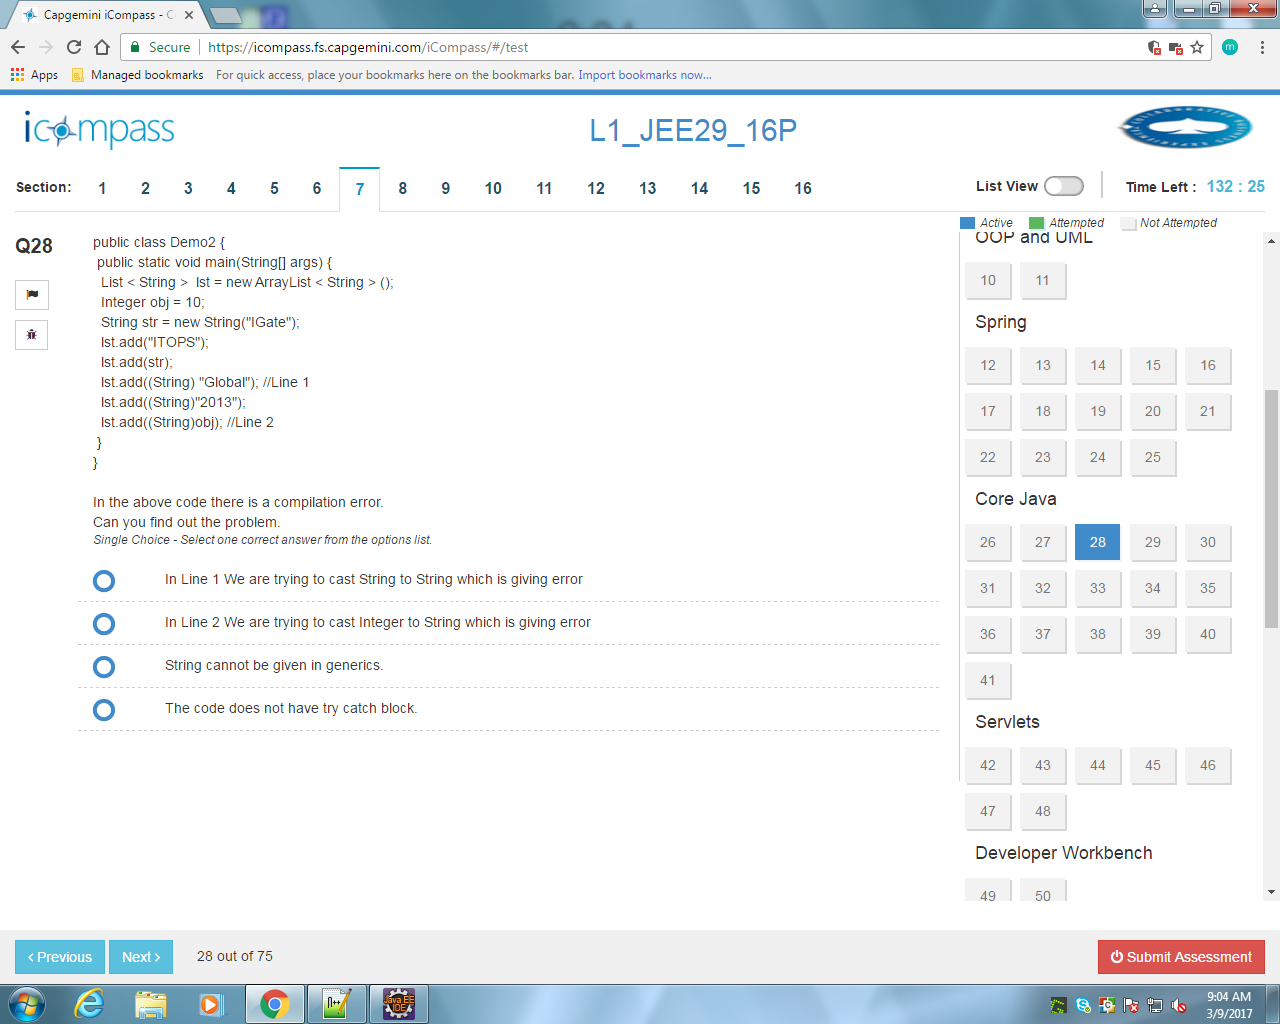 Capgemini iCompass - C
Secure
https://icompass.fs.capgemini.com/iCompass/#/test
m
Apps
Managed bookmarks
For quick access, place your bookmarks here on the bookmarks bar. Import bookmarks now...
icompass
L1_JEE29_16P
Section: 1 2 3 4 5 6 7 8 9 10 11 12 13 14 15 16
List View
Time Left : 132 : 25
Active Attempted Not Attempted
Q28
public class Demo2 {
public static void main(String[] args) {
List < String > lst = new ArrayList < String > ();
Integer obj = 10;
String str = new String("IGate");
lst.add("ITOPS");
lst.add(str);
lst.add((String) "Global"); //Line 1
lst.add((String)"2013");
lst.add((String)obj); //Line 2
}
}
In the above code there is a compilation error.
Can you find out the problem.
Single Choice - Select one correct answer from the options list.
In Line 1 We are trying to cast String to String which is giving error
In Line 2 We are trying to cast Integer to String which is giving error
String cannot be given in generics.
The code does not have try catch block.
OOP and UML
10 11
Spring
12 13 14 15 16
17 18 19 20 21
22 23 24 25
Core Java
26 27 28 29 30
31 32 33 34 35
36 37 38 39 40
41
Servlets
42 43 44 45 46
47 48
Developer Workbench
49 50
Previous
Next
28 out of 75
Submit Assessment
N++
Java EE
IDE
9:04 AM
3/9/2017